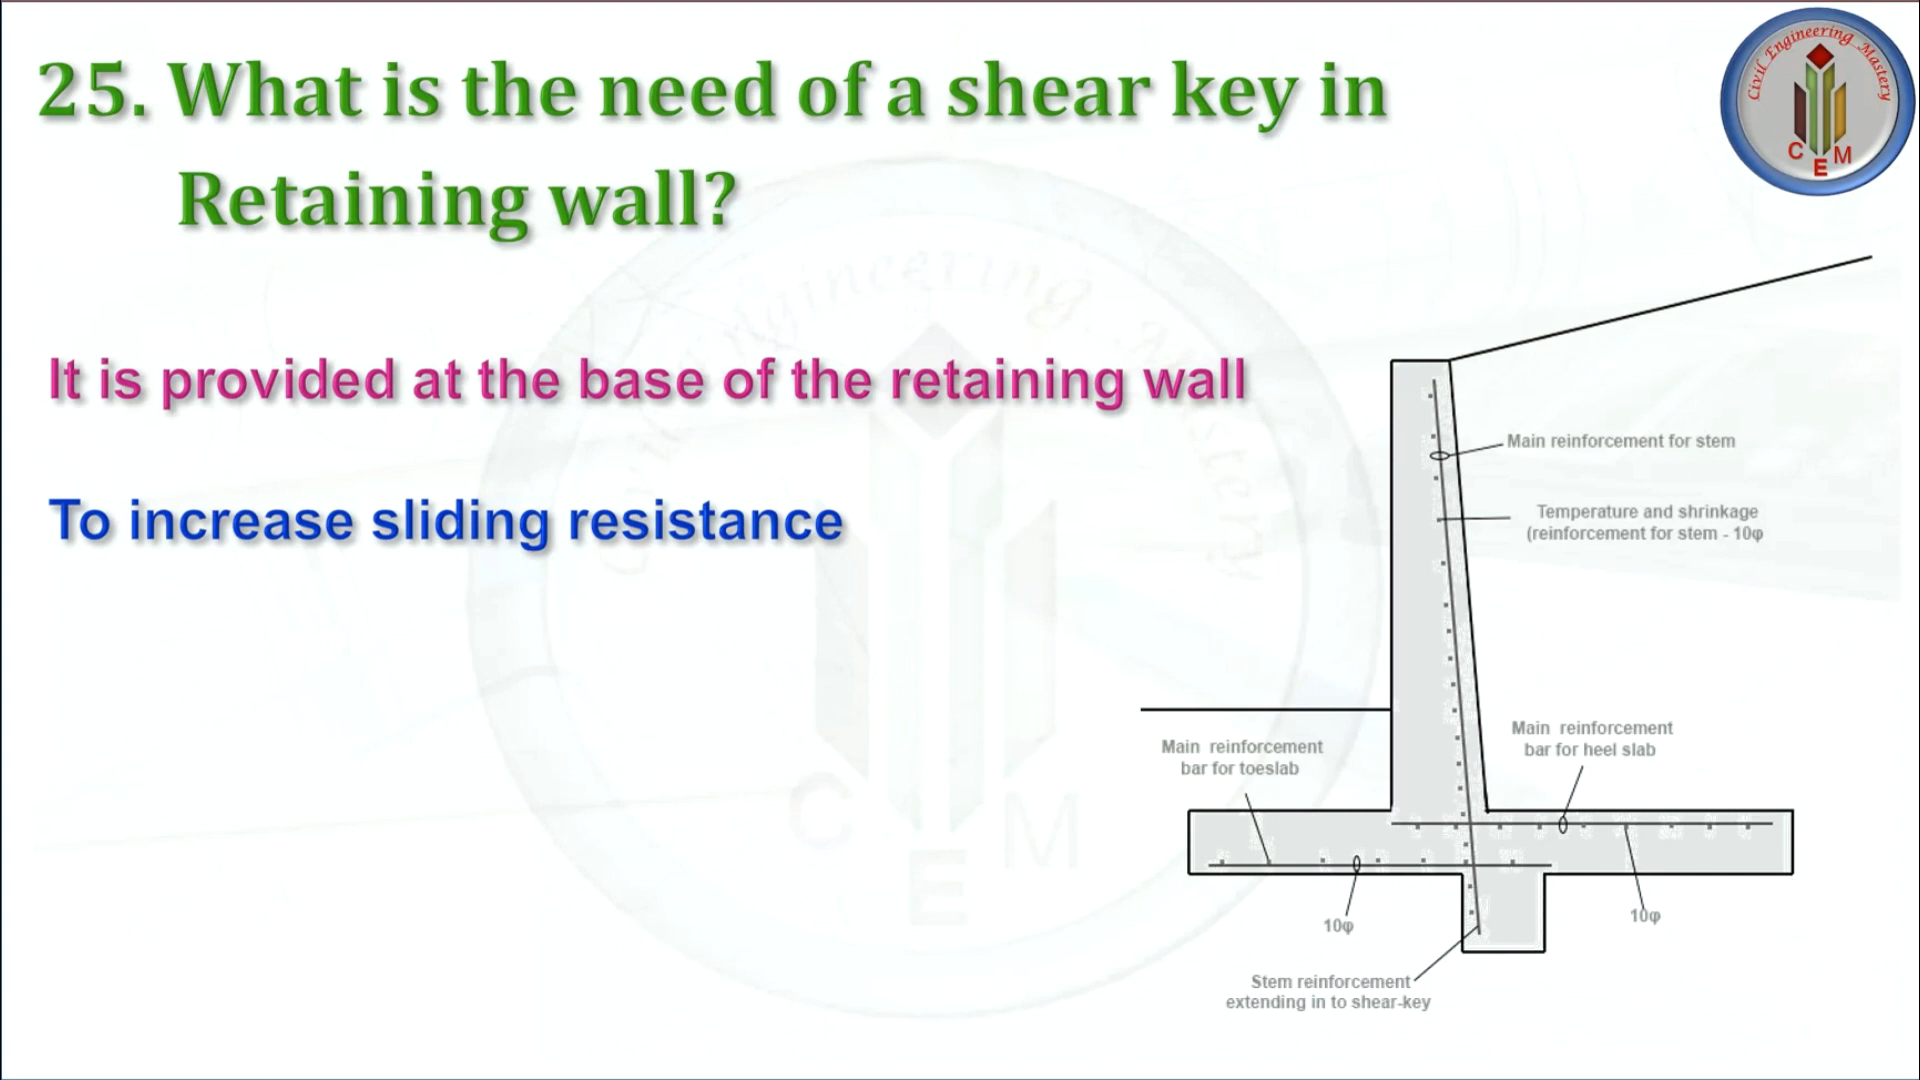 25. What is the need of a shear key in
Retaining wall?
Civil Engineering Mastery
C E M
It is provided at the base of the retaining wall
To increase sliding resistance
Main reinforcement for stem
Temperature and shrinkage
(reinforcement for stem - 10φ
Main reinforcement
bar for heel slab
Main reinforcement
bar for toeslab
10φ
10φ
Stem reinforcement
extending in to shear-key
Civil Engineering Mastery
C E M